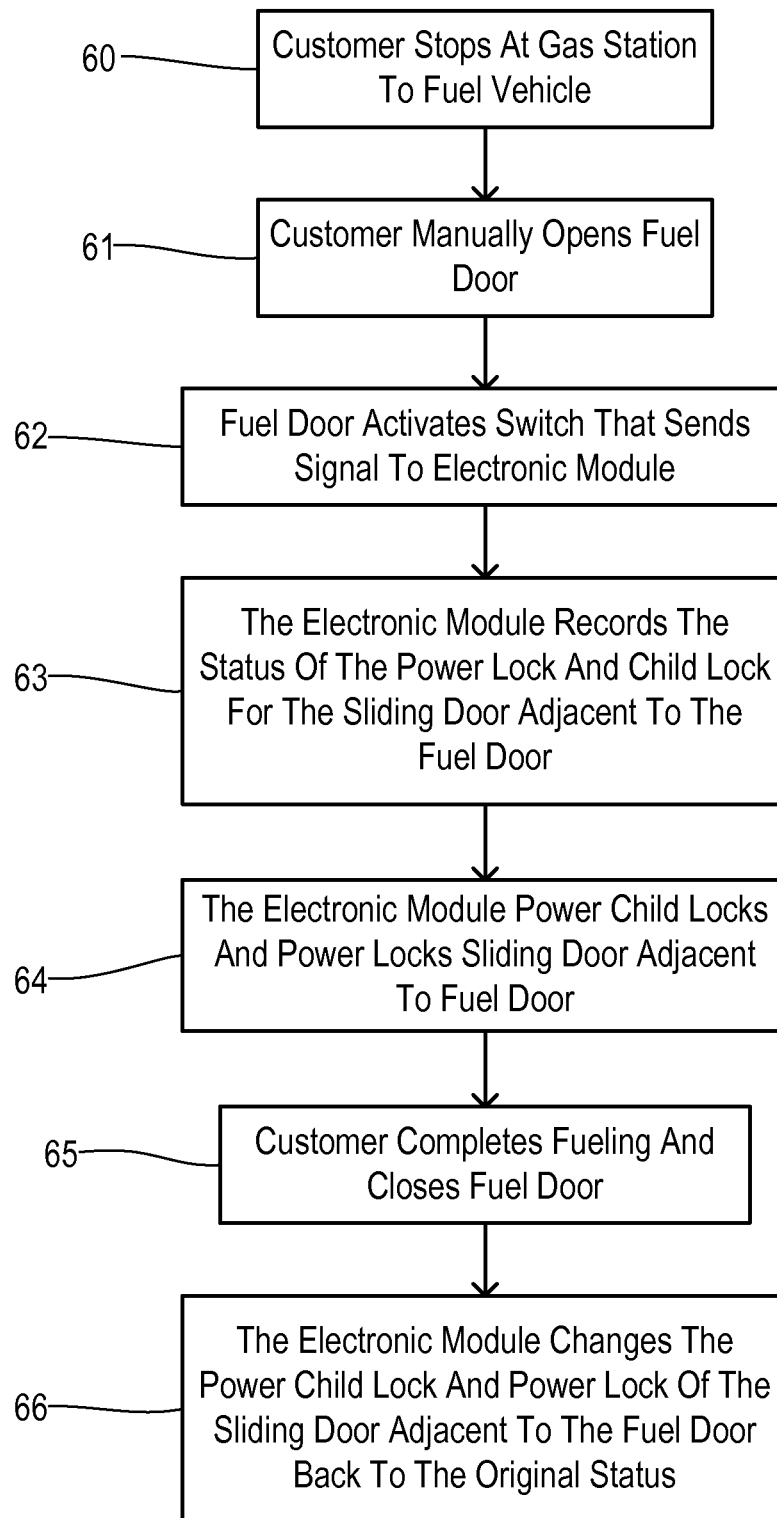 60
Customer Stops At Gas Station
To Fuel Vehicle
61
Customer Manually Opens Fuel
Door
62
Fuel Door Activates Switch That Sends
Signal To Electronic Module
63
The Electronic Module Records The
Status Of The Power Lock And Child Lock
For The Sliding Door Adjacent To The
Fuel Door
64
The Electronic Module Power Child Locks
And Power Locks Sliding Door Adjacent
To Fuel Door
65
Customer Completes Fueling And
Closes Fuel Door
66
The Electronic Module Changes The
Power Child Lock And Power Lock Of The
Sliding Door Adjacent To The Fuel Door
Back To The Original Status